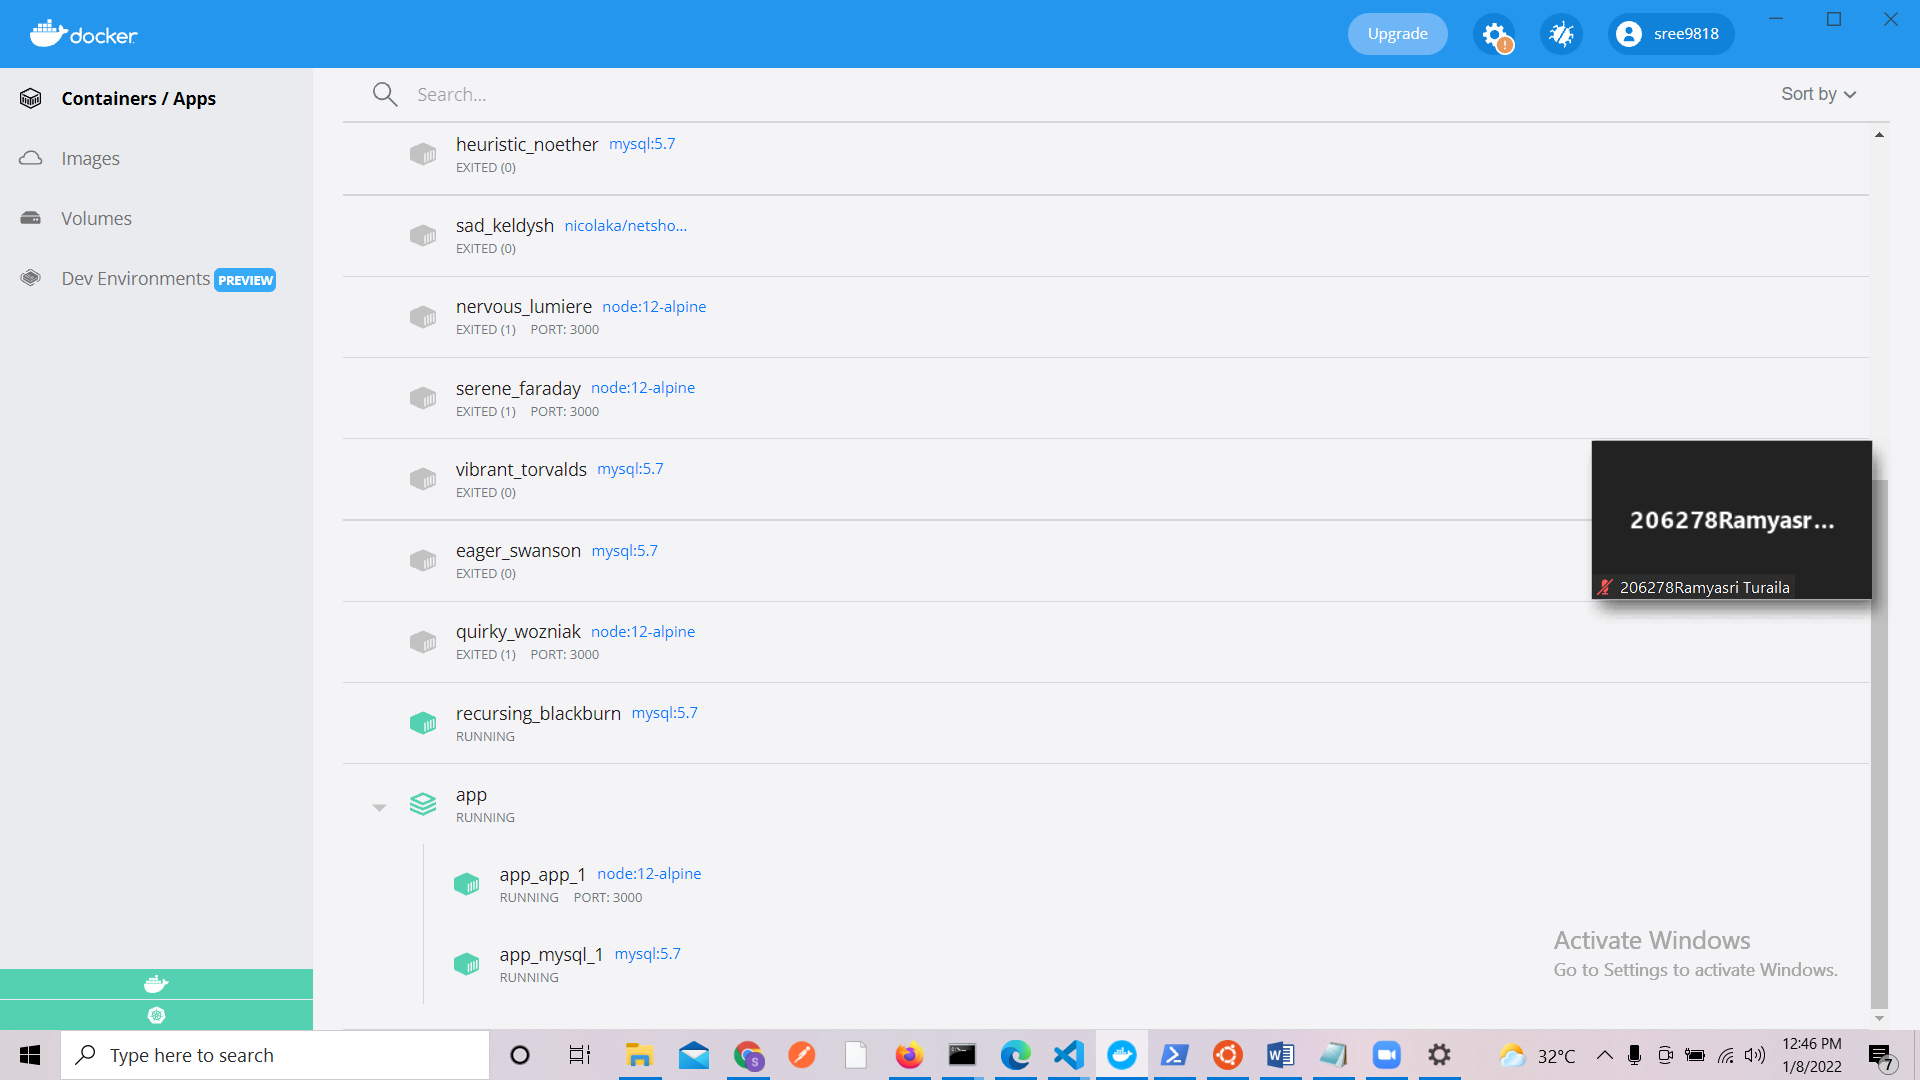 docker
Upgrade
sree9818
Containers / Apps
Images
Volumes
Dev Environments PREVIEW
Search...
Sort by
heuristic_noether mysql:5.7
EXITED (0)
sad_keldysh nicolaka/netsho...
EXITED (0)
nervous_lumiere node:12-alpine
EXITED (1) PORT: 3000
serene_faraday node:12-alpine
EXITED (1) PORT: 3000
vibrant_torvalds mysql:5.7
EXITED (0)
eager_swanson mysql:5.7
EXITED (0)
quirky_wozniak node:12-alpine
EXITED (1) PORT: 3000
recursing_blackburn mysql:5.7
RUNNING
app
RUNNING
app_app_1 node:12-alpine
RUNNING PORT: 3000
app_mysql_1 mysql:5.7
RUNNING
206278Ramyasr...
206278Ramyasri Turaila
Activate Windows
Go to Settings to activate Windows.
Type here to search
S
32°C
12:46 PM
1/8/2022
7